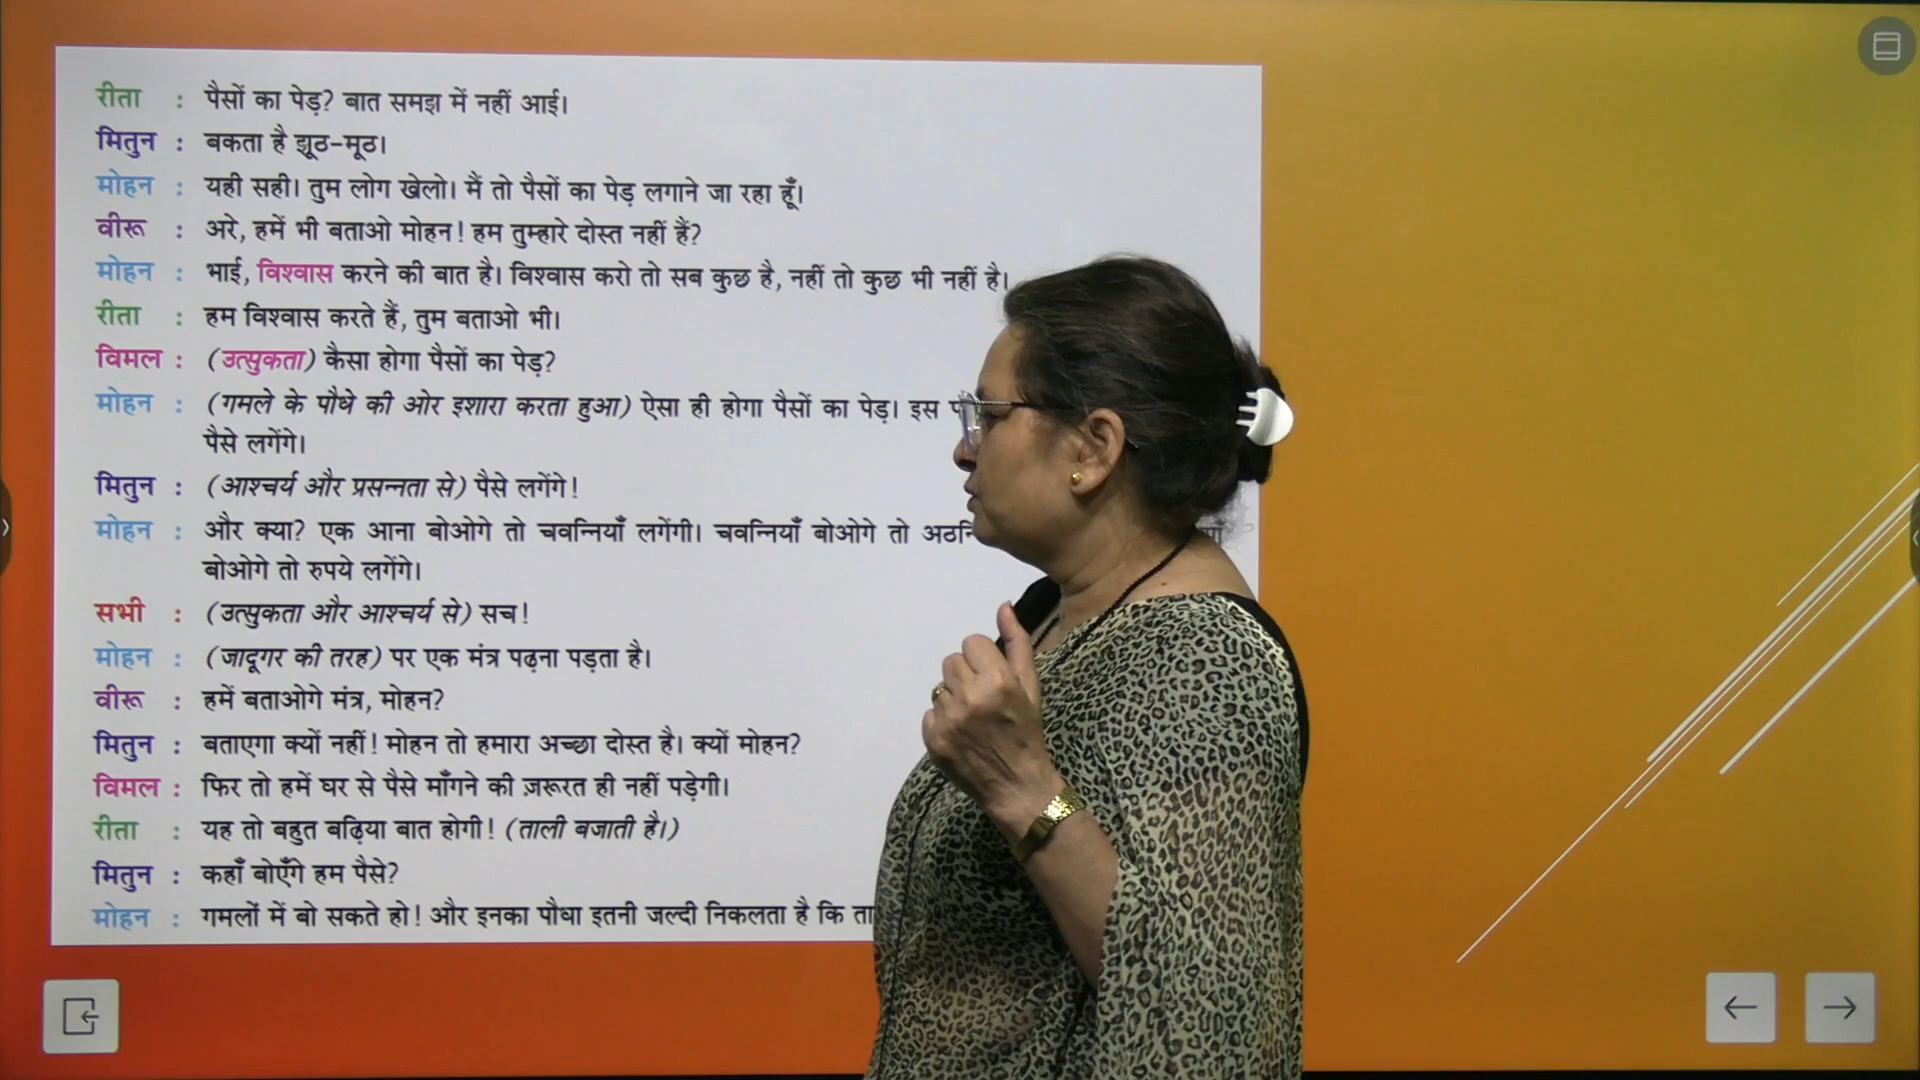 रीता : पैसों का पेड़? बात समझ में नहीं आई।
मितुन : बकता है झूठ-मूठ।
मोहन : यही सही। तुम लोग खेलो। मैं तो पैसों का पेड़ लगाने जा रहा हूँ।
वीरू : अरे, हमें भी बताओ मोहन! हम तुम्हारे दोस्त नहीं हैं?
मोहन : भाई, विश्वास करने की बात है। विश्वास करो तो सब कुछ है, नहीं तो कुछ भी नहीं है।
रीता : हम विश्वास करते हैं, तुम बताओ भी।
विमल : (उत्सुकता) कैसा होगा पैसों का पेड़?
मोहन : (गमले के पौधे की ओर इशारा करता हुआ) ऐसा ही होगा पैसों का पेड़। इस
पैसे लगेंगे।
मितुन : (आश्चर्य और प्रसन्नता से) पैसे लगेंगे!
मोहन : और क्या? एक आना बोओगे तो चवन्नियाँ लगेंगी। चवन्नियाँ बोओगे तो
बोओगे तो रुपये लगेंगे।
सभी : (उत्सुकता और आश्चर्य से) सच!
मोहन : (जादूगर की तरह) पर एक मंत्र पढ़ना पड़ता है।
वीरू : हमें बताओगे मंत्र, मोहन?
मितुन : बताएगा क्यों नहीं! मोहन तो हमारा अच्छा दोस्त है। क्यों मोहन?
विमल : फिर तो हमें घर से पैसे माँगने की ज़रूरत ही नहीं पड़ेगी।
रीता : यह तो बहुत बढ़िया बात होगी! (ताली बजाती है।)
मितुन : कहाँ बोएँगे हम पैसे?
मोहन : गमलों में बो सकते हो! और इनका पौधा इतनी जल्दी निकलता है कि